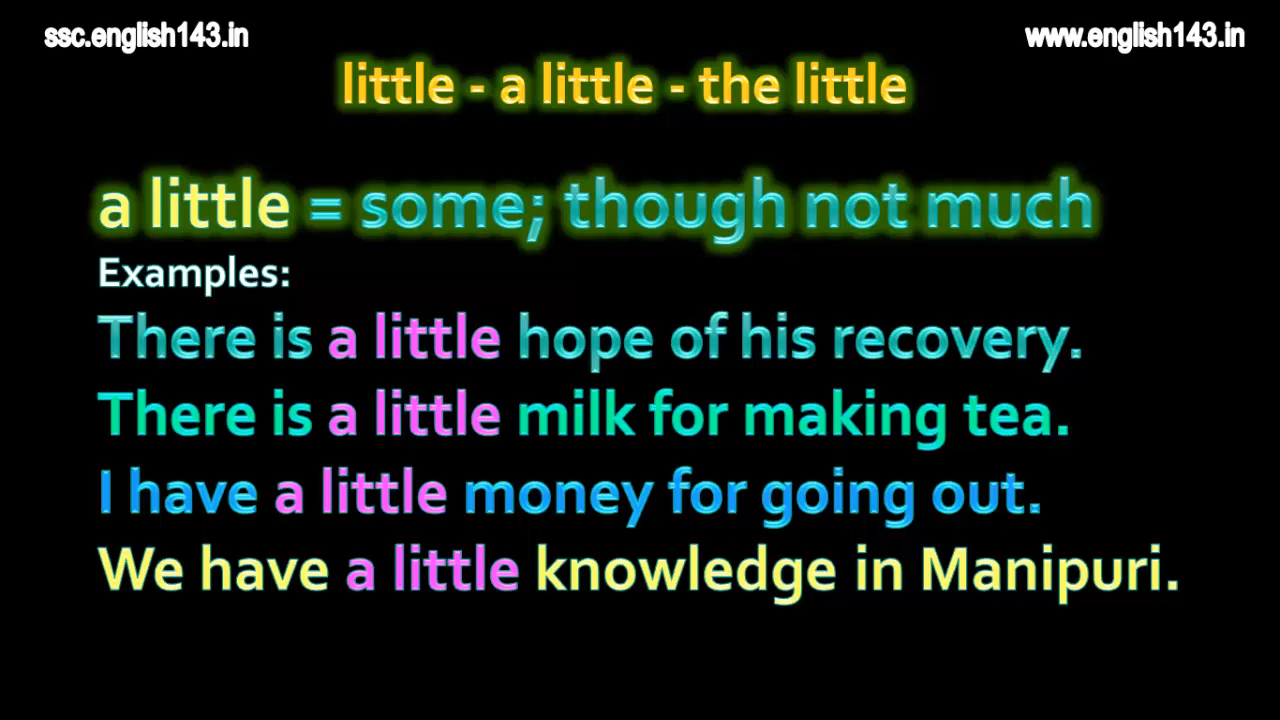 ssc.english143.in
www.english143.in
little - a little - the little
a little = some; though not much
Examples:
There is a little hope of his recovery.
There is a little milk for making tea.
I have a little money for going out.
We have a little knowledge in Manipuri.